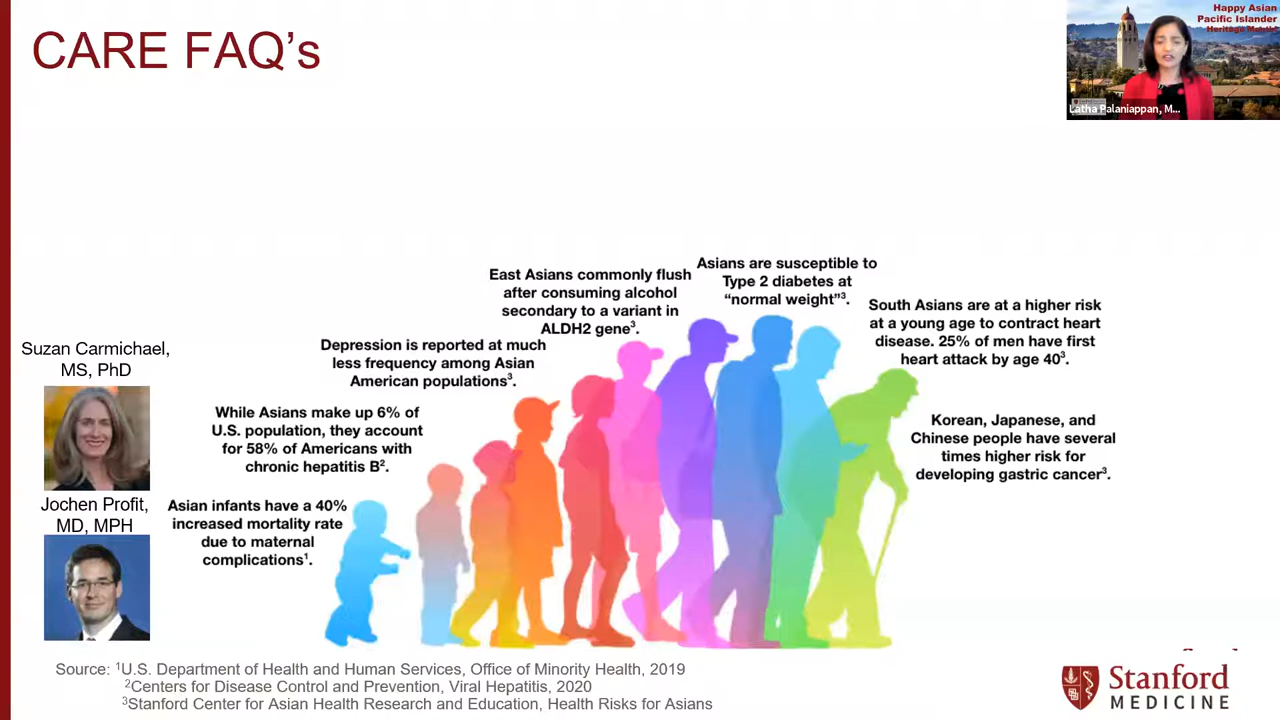 CARE FAQ's
Happy Asian
Pacific Islander
Heritage Month
Latha Palaniappan, M...
East Asians commonly flush
after consuming alcohol
secondary to a variant in
ALDH2 gene³.
Asians are susceptible to
Type 2 diabetes at
“normal weight”³.
South Asians are at a higher risk
at a young age to contract heart
disease. 25% of men have first
heart attack by age 40³.
Suzan Carmichael,
MS, PhD
Depression is reported at much
less frequency among Asian
American populations³.
While Asians make up 6% of
U.S. population, they account
for 58% of Americans with
chronic hepatitis B².
Korean, Japanese, and
Chinese people have several
times higher risk for
developing gastric cancer³.
Jochen Profit,
MD, MPH
Asian infants have a 40%
increased mortality rate
due to maternal
complications¹.
Source: ¹U.S. Department of Health and Human Services, Office of Minority Health, 2019
²Centers for Disease Control and Prevention, Viral Hepatitis, 2020
³Stanford Center for Asian Health Research and Education, Health Risks for Asians
Stanford
MEDICINE